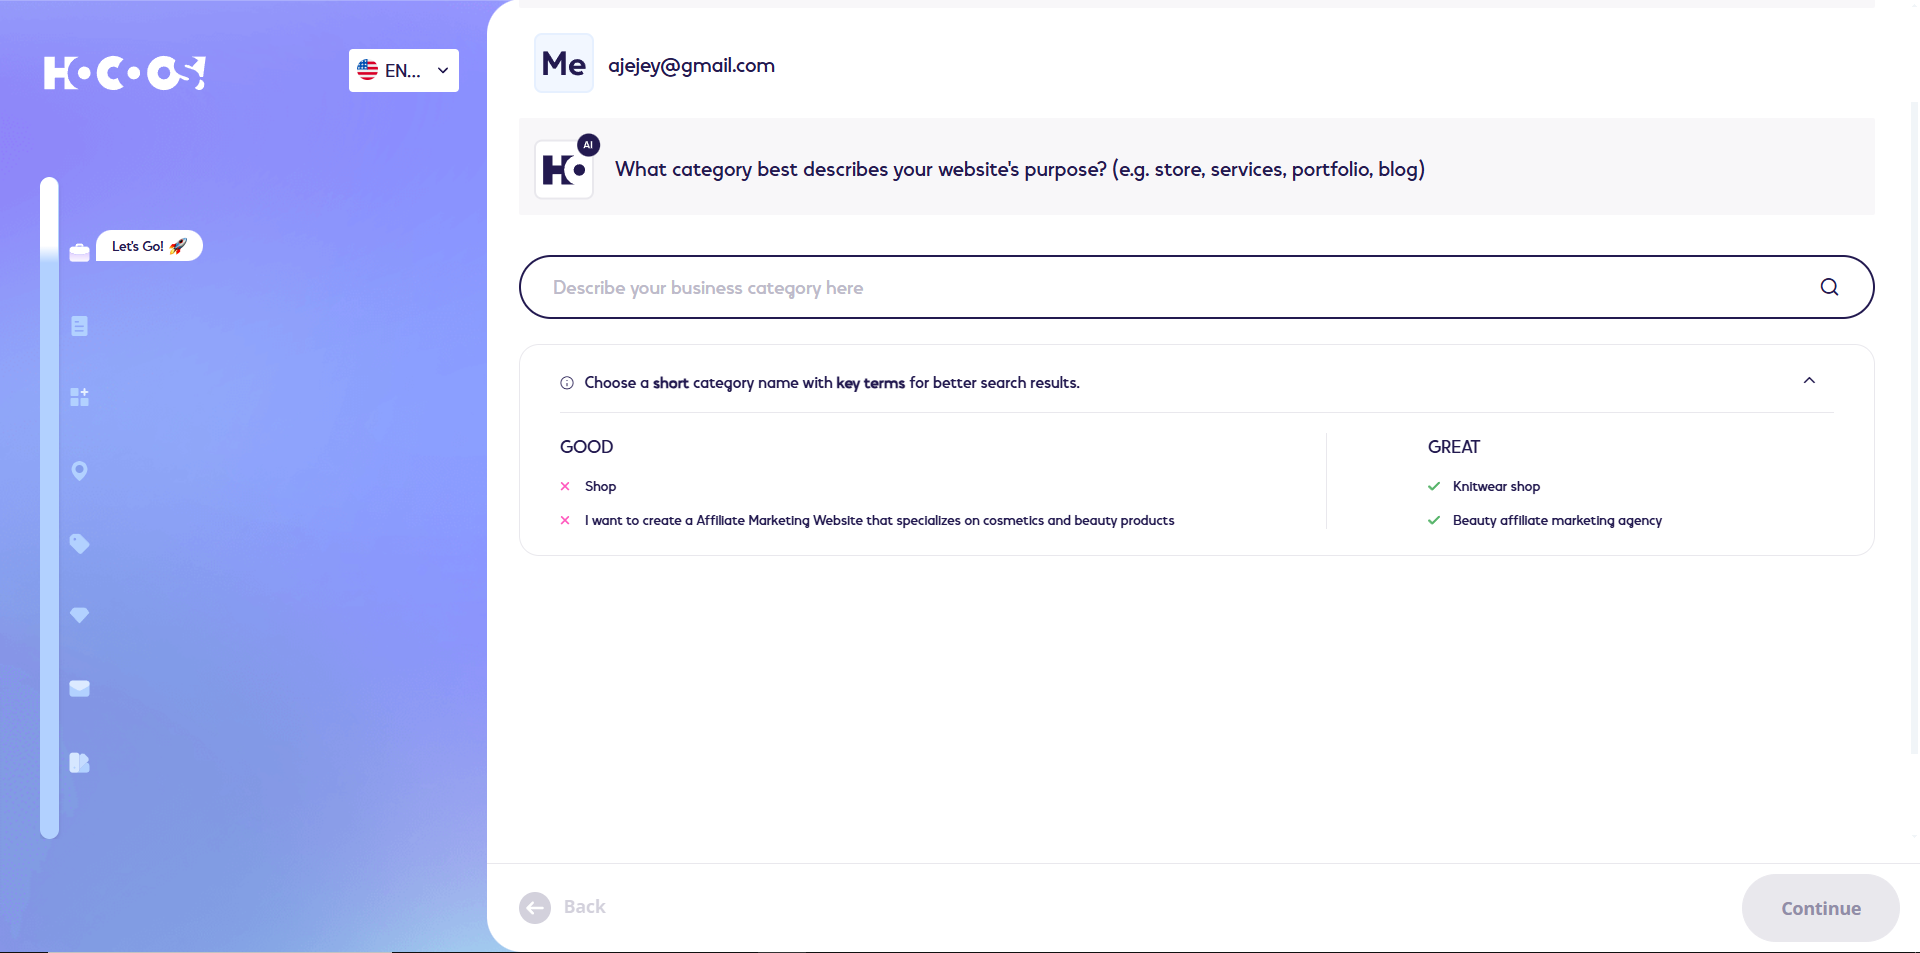 HOCOOS!
EN...
Let's Go! 🚀
Me
ajejey@gmail.com
AI
HO
What category best describes your website's purpose? (e.g. store, services, portfolio, blog)
Describe your business category here
Choose a short category name with key terms for better search results.
GOOD
Shop
I want to create a Affiliate Marketing Website that specializes on cosmetics and beauty products
GREAT
Knitwear shop
Beauty affiliate marketing agency
Back
Continue